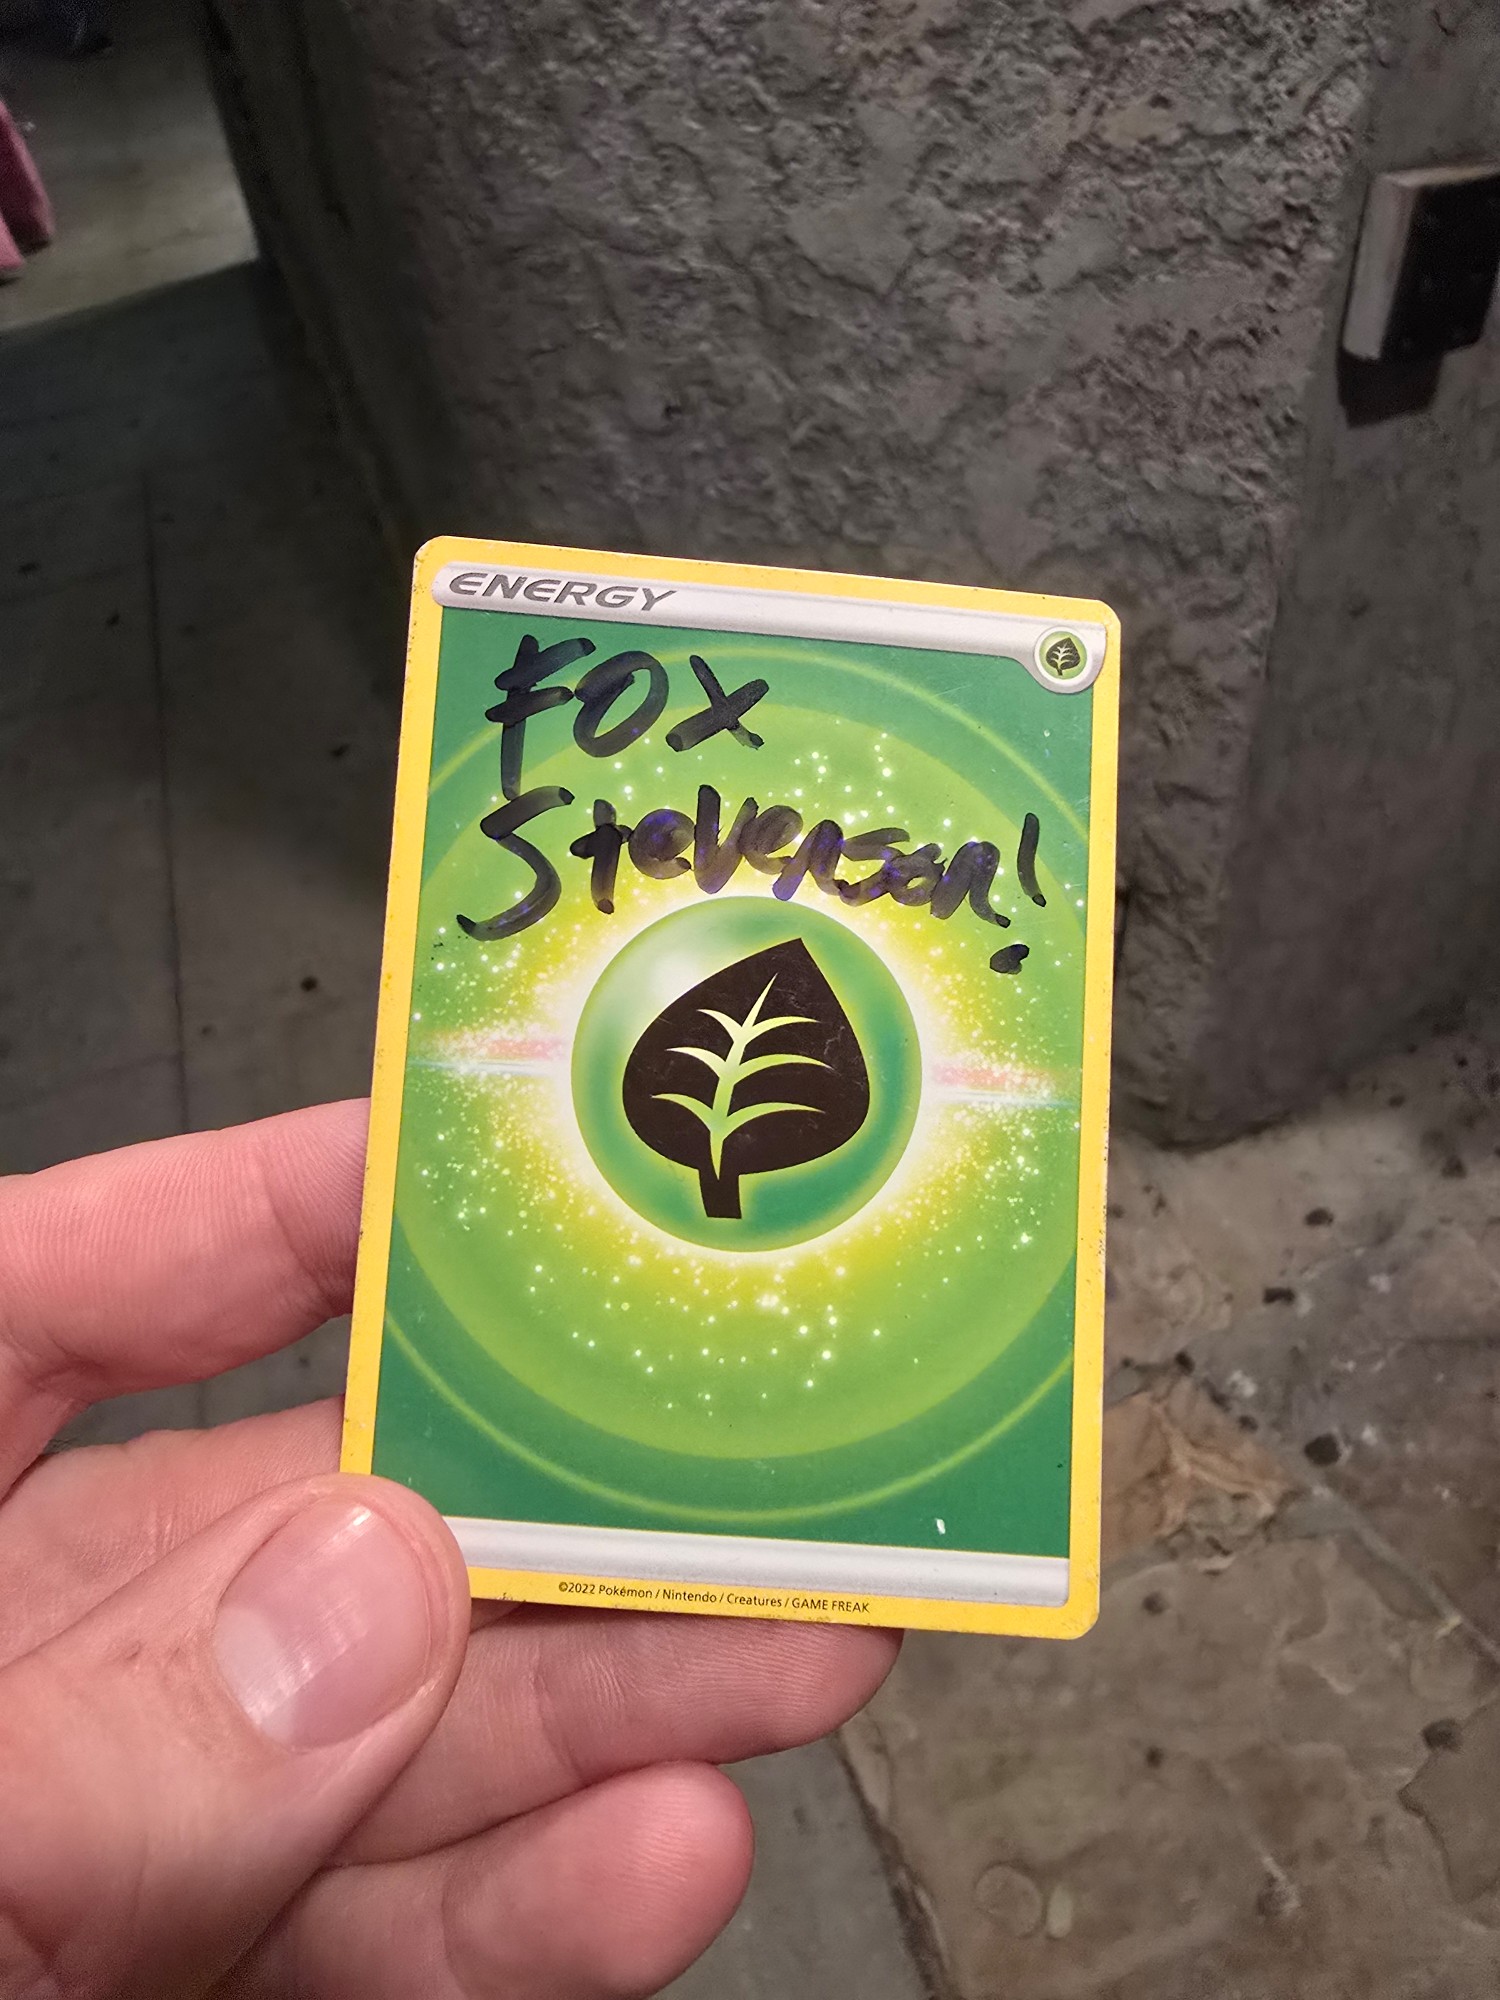 ENERGY
FOX
Stevenson!
©2022 Pokémon / Nintendo / Creatures / GAME FREAK